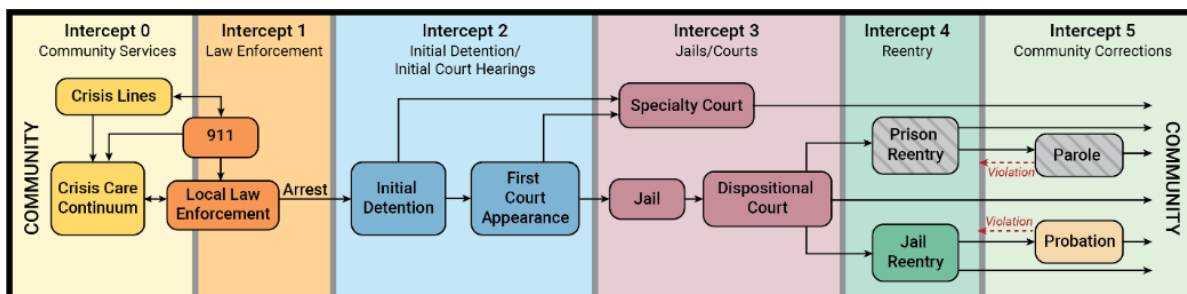 Intercept 0
Community Services
Intercept 1
Law Enforcement
Intercept 2
Initial Detention/
Initial Court Hearings
Intercept 3
Jails/Courts
Intercept 4
Reentry
Intercept 5
Community Corrections
COMMUNITY
Crisis Lines
911
Crisis Care
Continuum
Local Law
Enforcement
Arrest
Initial
Detention
First
Court
Appearance
Specialty Court
Jail
Dispositional
Court
Prison
Reentry
Violation
Parole
Jail
Reentry
Violation
Probation
COMMUNITY